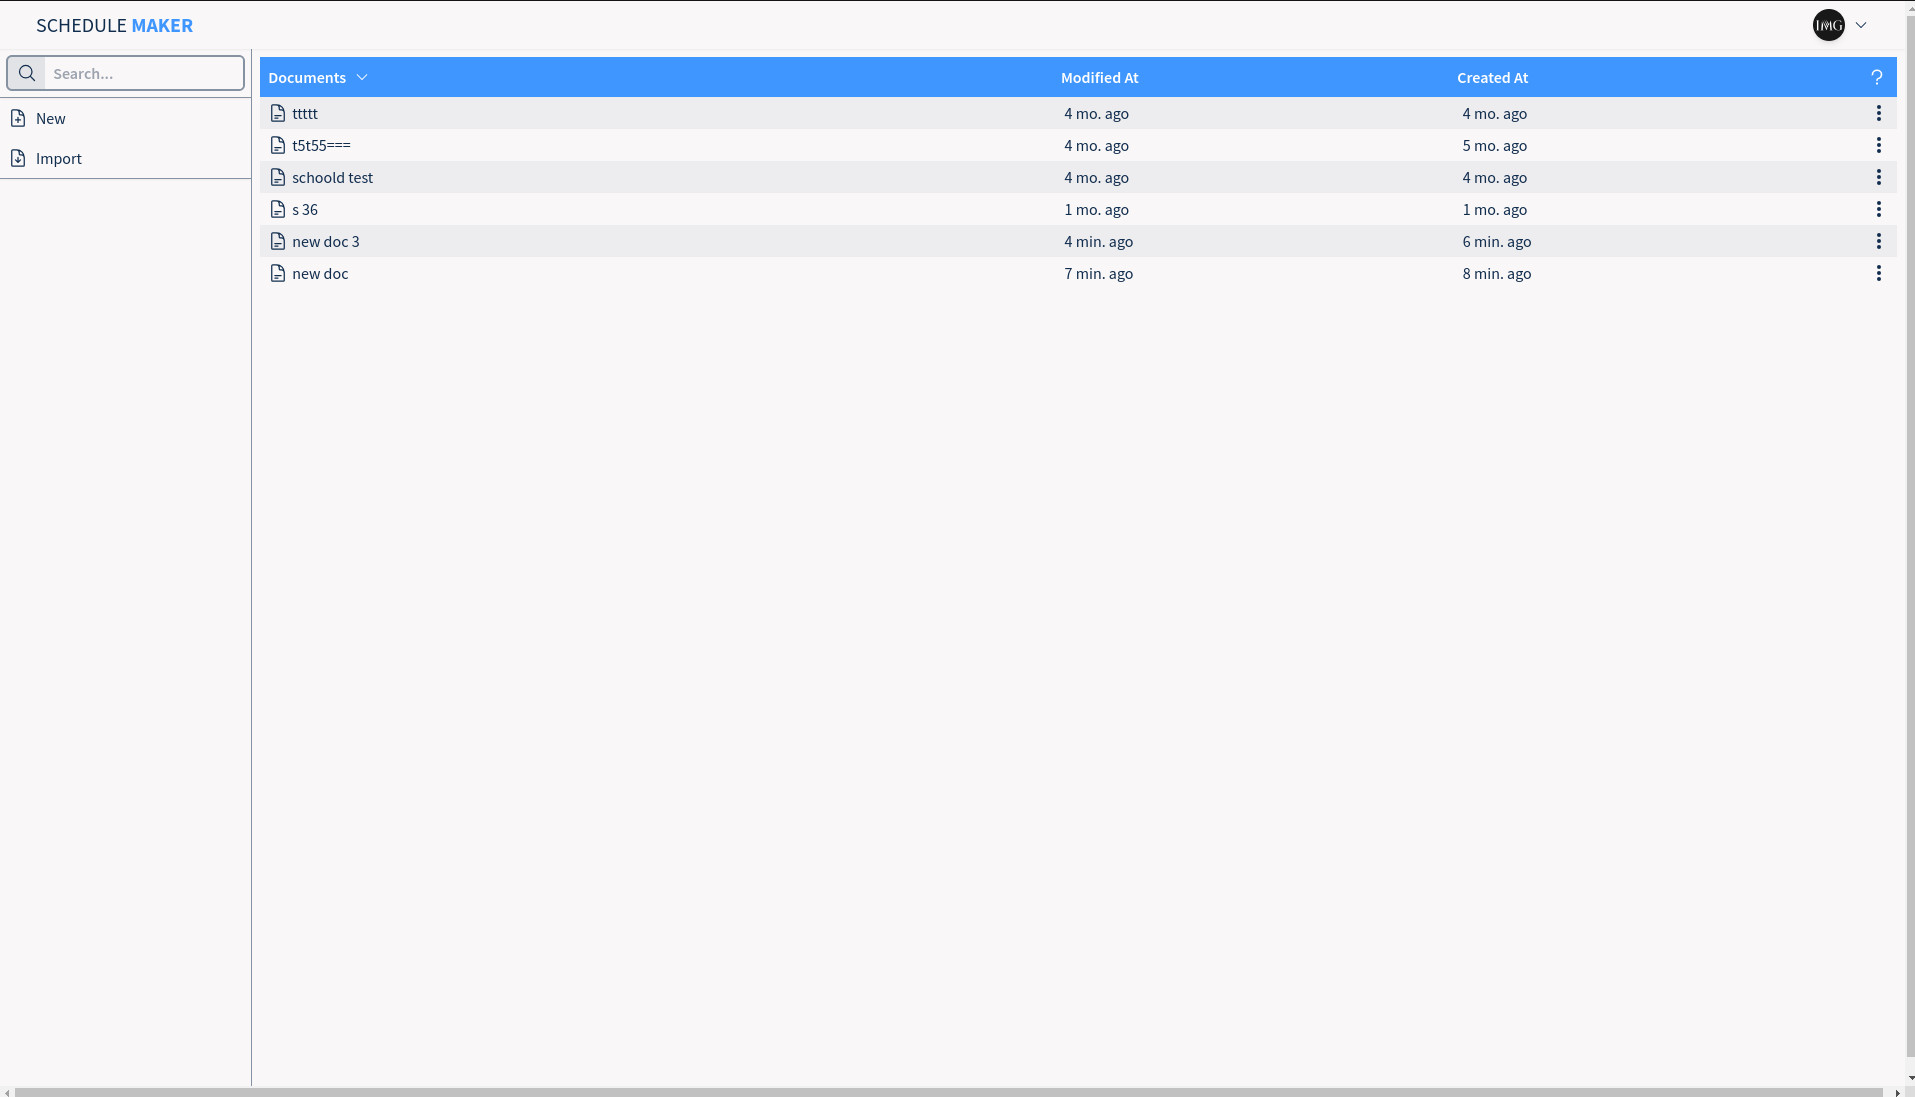 SCHEDULE MAKER
IMG
Search...
New
Import
Documents Modified At Created At ?
ttttt 4 mo. ago 4 mo. ago
t5t55=== 4 mo. ago 5 mo. ago
schoold test 4 mo. ago 4 mo. ago
s 36 1 mo. ago 1 mo. ago
new doc 3 4 min. ago 6 min. ago
new doc 7 min. ago 8 min. ago